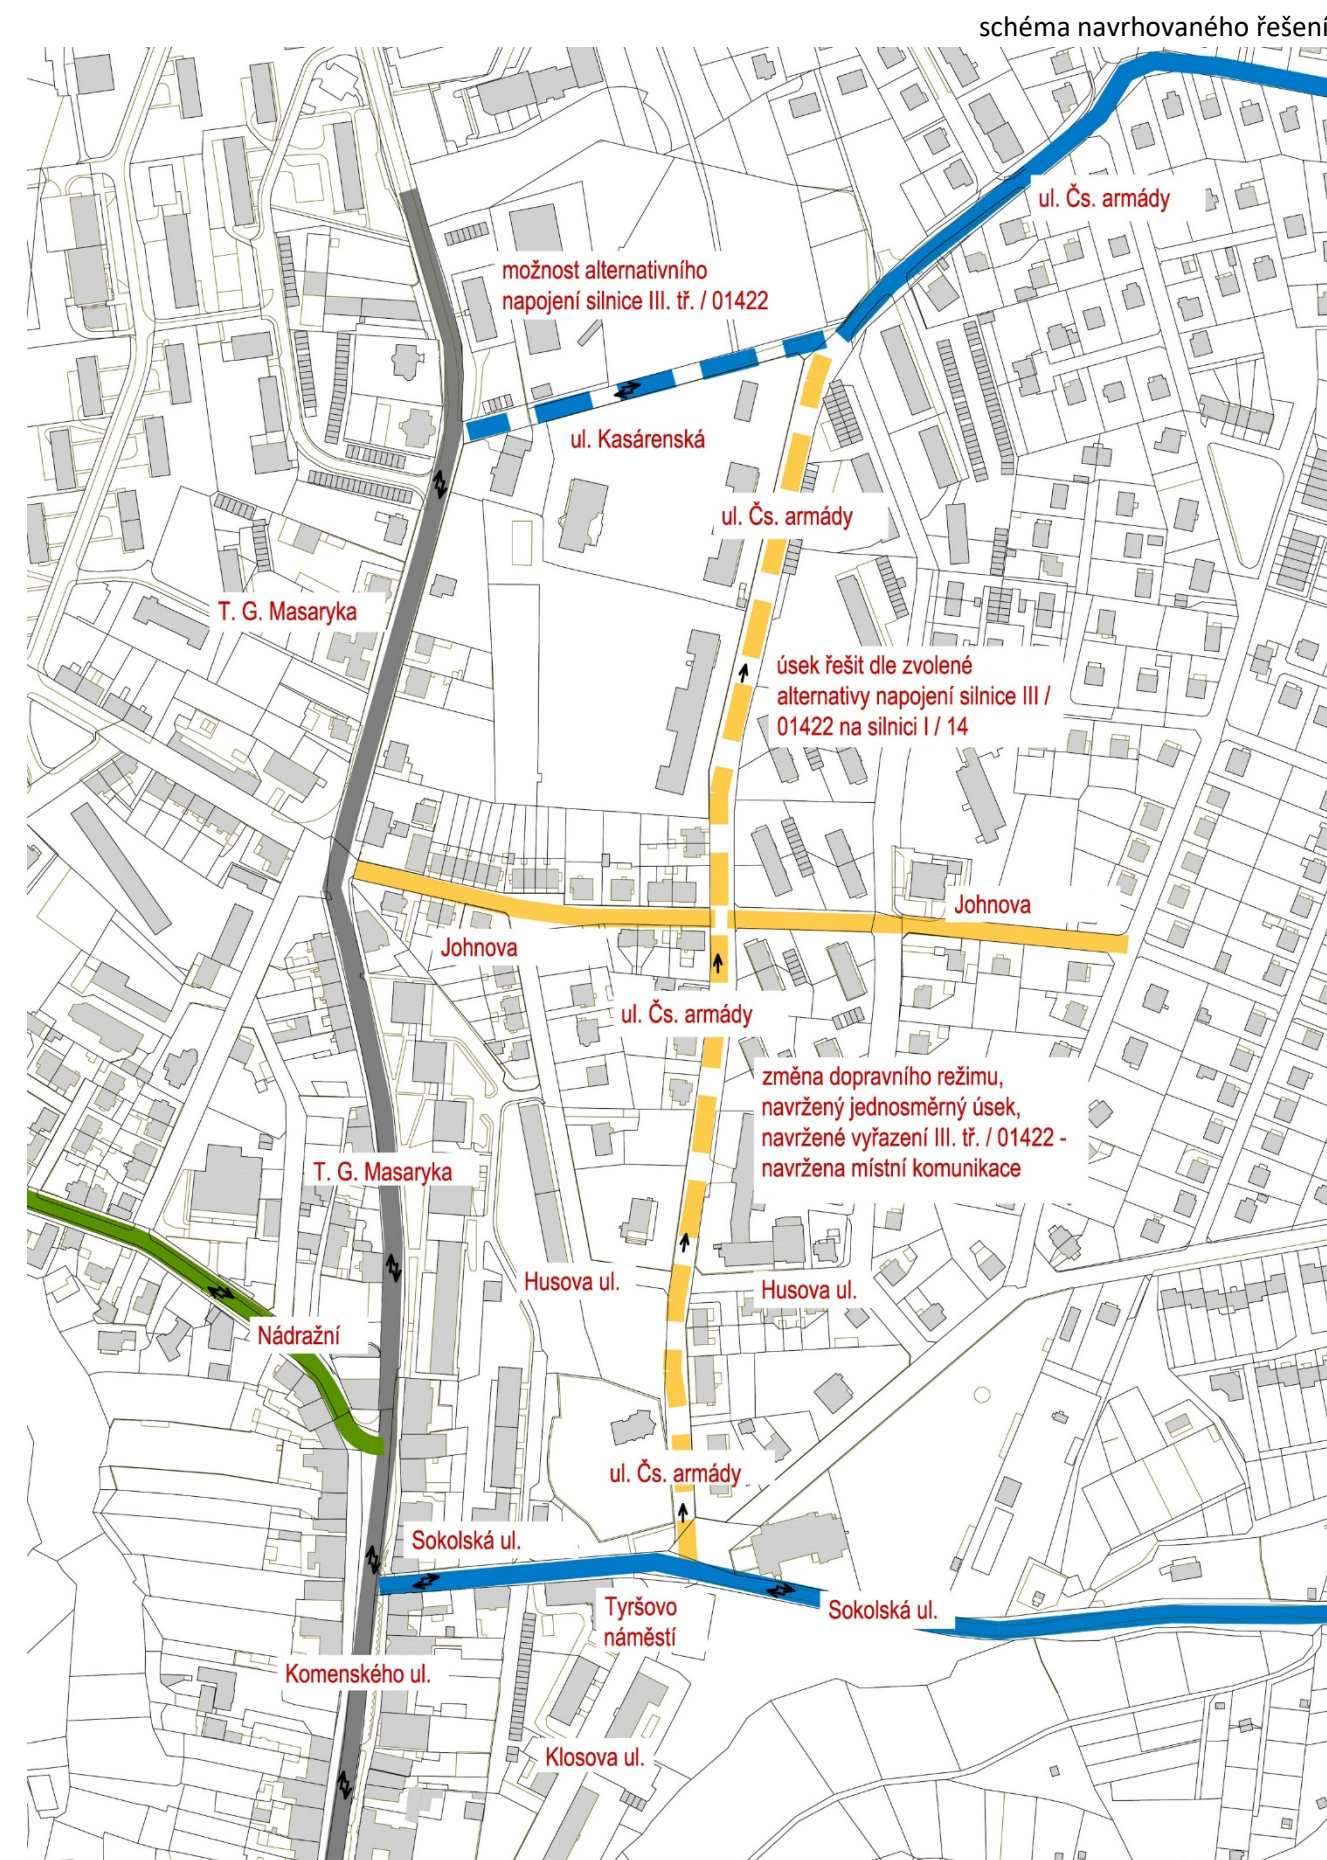 schéma navrhovaného řešení
ul. Čs. armády
možnost alternativního
napojení silnice III. tř. / 01422
ul. Kasárenská
ul. Čs. armády
T. G. Masaryka
úsek řešit dle zvolené
alternativy napojení silnice III /
01422 na silnici I / 14
Johnova
Johnova
ul. Čs. armády
změna dopravního režimu,
navržený jednosměrný úsek,
navržené vyřazení III. tř. / 01422 -
navržena místní komunikace
T. G. Masaryka
Husova ul.
Husova ul.
Nádražní
ul. Čs. armády
Sokolská ul.
Tyršovo
náměstí
Sokolská ul.
Komenského ul.
Klosova ul.